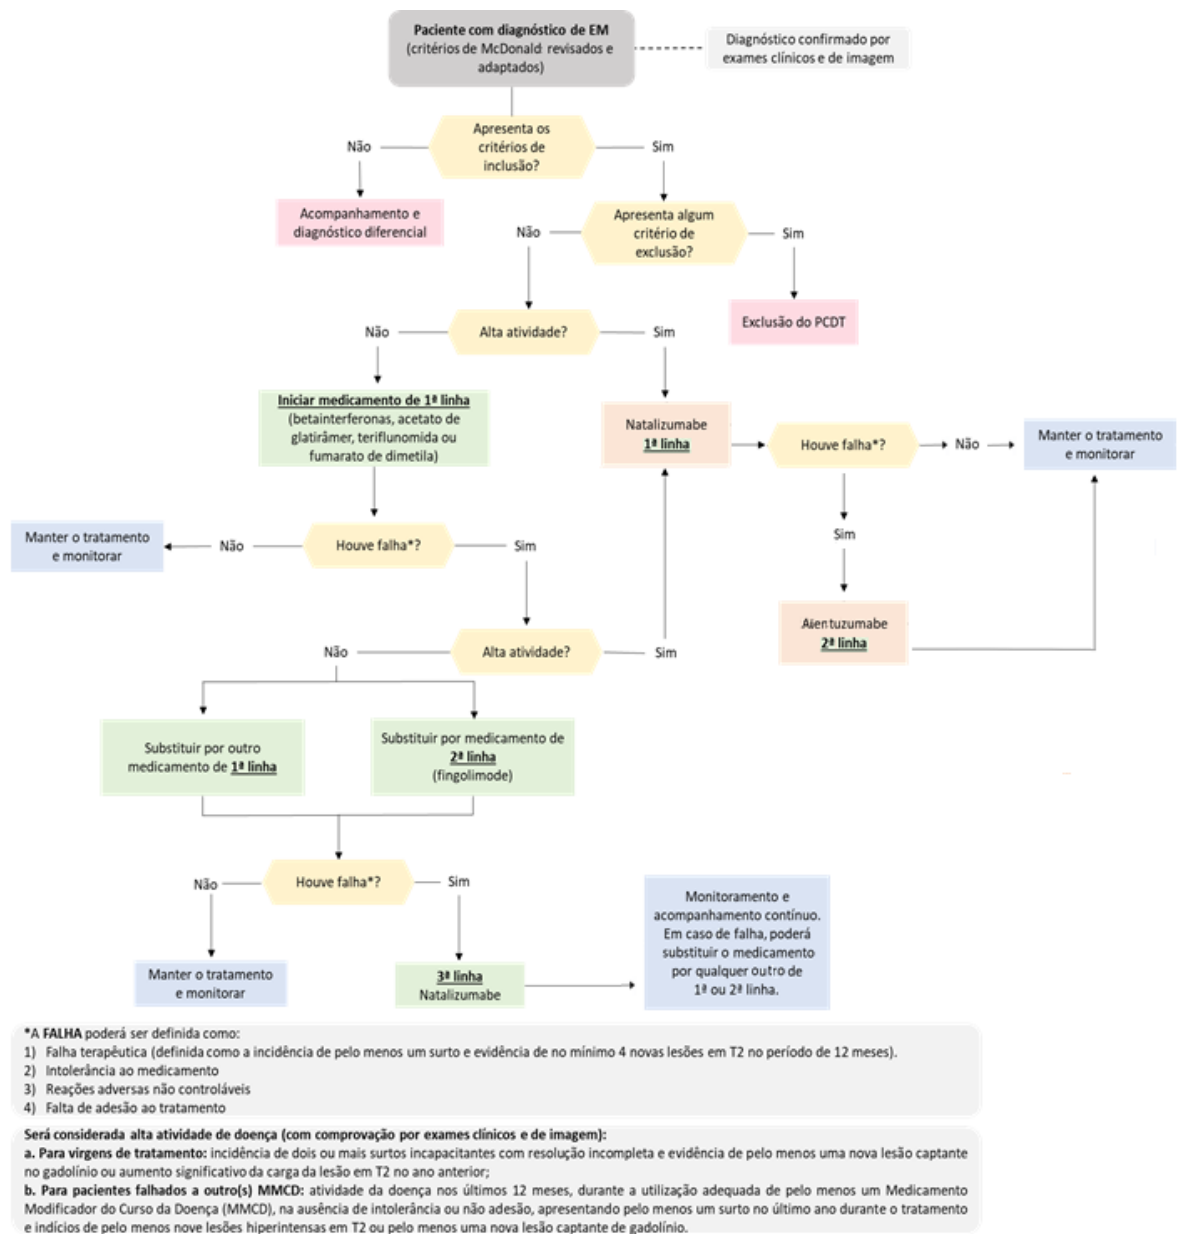 Paciente com diagnóstico de EM
(critérios de McDonald: revisados e
adaptados)
Diagnóstico confirmado por
exames clínicos e de imagem
Apresenta os
critérios de
inclusão?
Não
Sim
Acompanhamento e
diagnóstico diferencial
Apresenta algum
critério de
exclusão?
Não
Sim
Exclusão do PCDT
Alta atividade?
Não
Sim
Iniciar medicamento de 1ª linha
(betainterferonas, acetato de
glatirâmer, teriflunomida ou
fumarato de dimetila)
Natalizumabe
1ª linha
Houve falha*?
Não
Manter o tratamento
e monitorar
Sim
Alentuzumabe
2ª linha
Houve falha*?
Não
Manter o tratamento
e monitorar
Sim
Alta atividade?
Não
Sim
Substituir por outro
medicamento de 1ª linha
Substituir por medicamento de
2ª linha
(fingolimode)
Houve falha*?
Não
Sim
Manter o tratamento
e monitorar
3ª linha
Natalizumabe
Monitoramento e
acompanhamento contínuo.
Em caso de falha, poderá
substituir o medicamento
por qualquer outro de
1ª ou 2ª linha.
*A FALHA poderá ser definida como:
1) Falha terapêutica (definida como a incidência de pelo menos um surto e evidência de no mínimo 4 novas lesões em T2 no período de 12 meses).
2) Intolerância ao medicamento
3) Reações adversas não controláveis
4) Falta de adesão ao tratamento
Será considerada alta atividade de doença (com comprovação por exames clínicos e de imagem):
a. Para virgens de tratamento: incidência de dois ou mais surtos incapacitantes com resolução incompleta e evidência de pelo menos uma nova lesão captante
no gadolínio ou aumento significativo da carga da lesão em T2 no ano anterior;
b. Para pacientes falhados a outro(s) MMCD: atividade da doença nos últimos 12 meses, durante a utilização adequada de pelo menos um Medicamento
Modificador do Curso da Doença (MMCD), na ausência de intolerância ou não adesão, apresentando pelo menos um surto no último ano durante o tratamento
e indícios de pelo menos nove lesões hiperintensas em T2 ou pelo menos uma nova lesão captante de gadolínio.